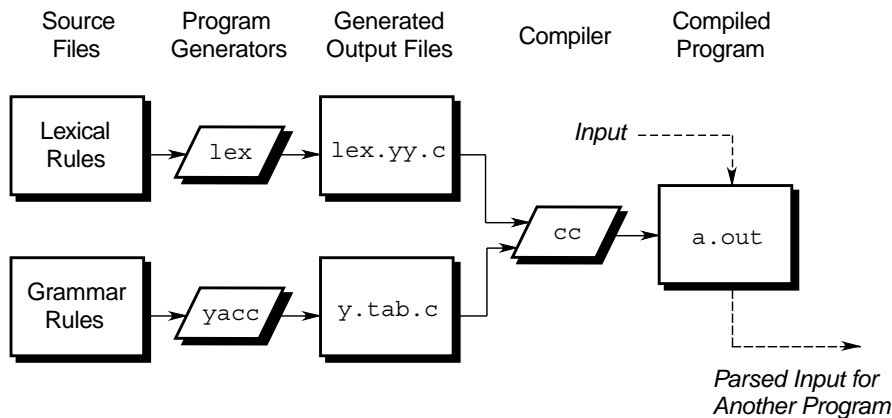 Source
Files
Program
Generators
Generated
Output Files
Compiler
Compiled
Program
Lexical
Rules
lex
lex.yy.c
Input
cc
a.out
Grammar
Rules
yacc
y.tab.c
Parsed Input for
Another Program